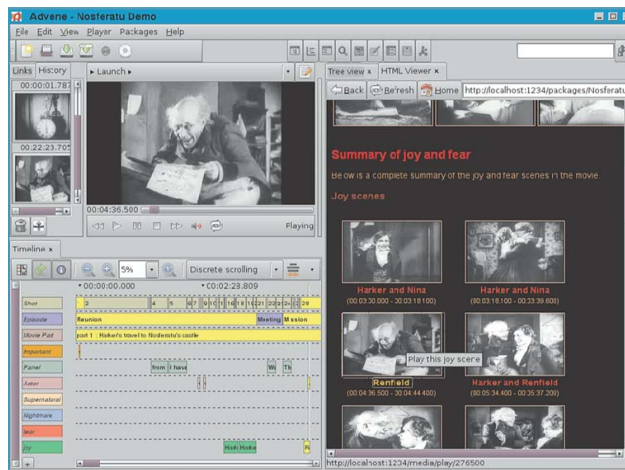 Advene - Nosferatu Demo
File Edit View Player Packages Help
Links History
00:00:01.787
00:22:23.705
Launch
00:04:36.500
Playing
Tree view x HTML Viewer x
Back Refresh Home http://localhost:1234/packages/Nosferatu
Summary of joy and fear
Below is a complete summary of the joy and fear scenes in the movie.
Joy scenes
Harker and Nina
(00:03:30.000 - 00:03:18.100)
Harker and Nina
(00:03:18.100 - 00:03:39.800)
Play this joy scene
Renfield
(00:04:36.500 - 00:04:44.400)
Harker and Renfield
(00:05:34.400 - 00:35:37.200)
Timeline x
5% Discrete scrolling
00:00:00.000 00:02:28.809
Shot 2 4 5
Episode Reunion Meeting Mission
Movie Part part 1 : Harker's travel to Nosferatu's castle
Important
Panel from I have
Actor
Supernatural
Nightmare
fear
joy
http://localhost:1234/media/play/276500